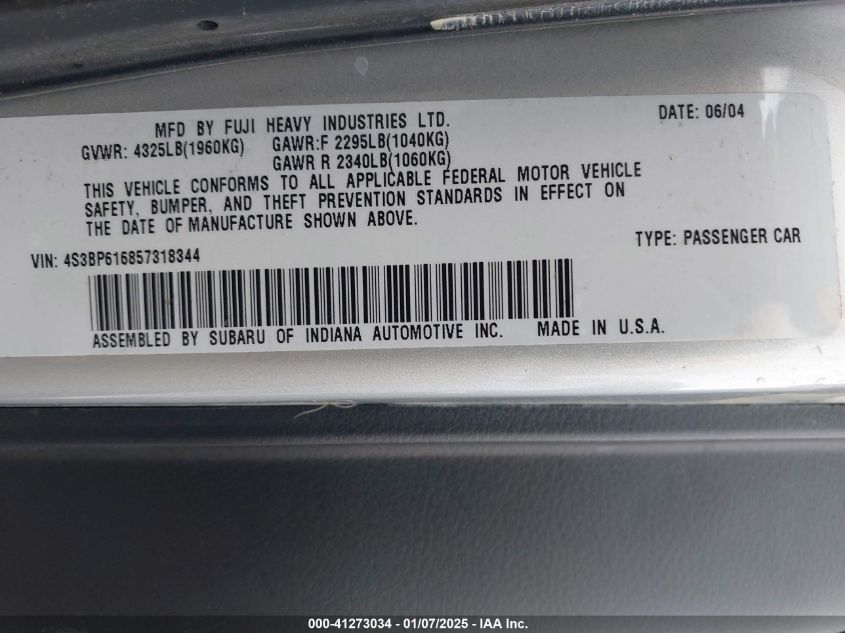 MFD BY FUJI HEAVY INDUSTRIES LTD.
DATE: 06/04
GVWR: 4325LB(1960KG) GAWR:F 2295LB(1040KG)
GAWR R 2340LB(1060KG)
THIS VEHICLE CONFORMS TO ALL APPLICABLE FEDERAL MOTOR VEHICLE
SAFETY, BUMPER, AND THEFT PREVENTION STANDARDS IN EFFECT ON
THE DATE OF MANUFACTURE SHOWN ABOVE.
VIN: 4S3BP616857318344
TYPE: PASSENGER CAR
ASSEMBLED BY SUBARU OF INDIANA AUTOMOTIVE INC. MADE IN U.S.A.
000-41273034 - 01/07/2025 - IAA Inc.